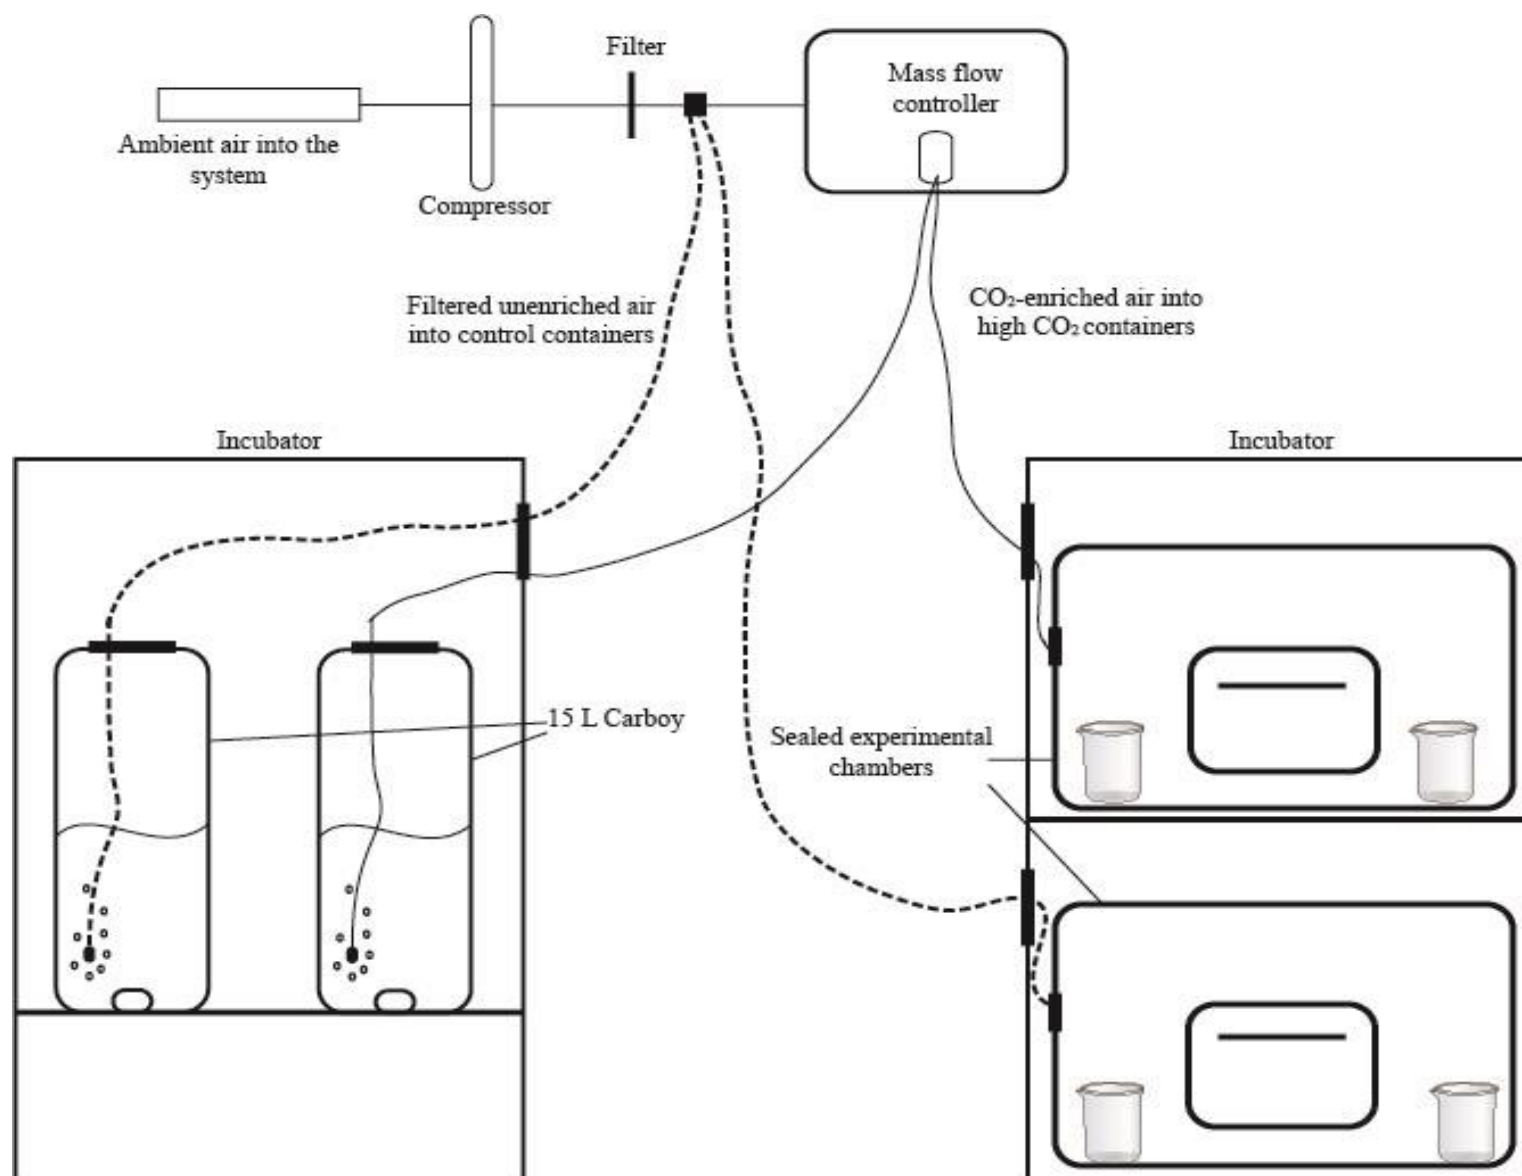 Filter
Mass flow
controller
Ambient air into the
system
Compressor
Filtered unenriched air
into control containers
CO₂-enriched air into
high CO₂ containers
Incubator
Incubator
15 L Carboy
Sealed experimental
chambers